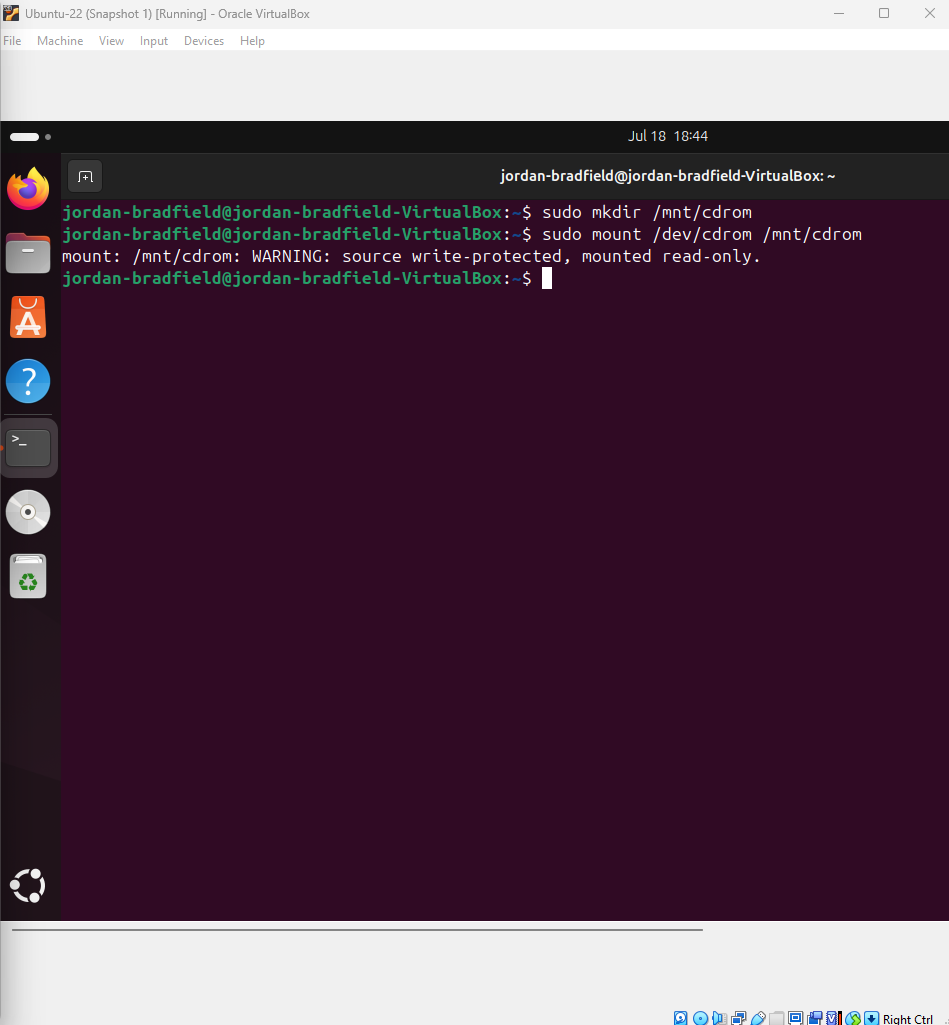 Ubuntu-22 (Snapshot 1) [Running] - Oracle VirtualBox
File Machine View Input Devices Help
Jul 18 18:44
jordan-bradfield@jordan-bradfield-VirtualBox: ~
jordan-bradfield@jordan-bradfield-VirtualBox:~$ sudo mkdir /mnt/cdrom
jordan-bradfield@jordan-bradfield-VirtualBox:~$ sudo mount /dev/cdrom /mnt/cdrom
mount: /mnt/cdrom: WARNING: source write-protected, mounted read-only.
jordan-bradfield@jordan-bradfield-VirtualBox:~$
Right Ctrl